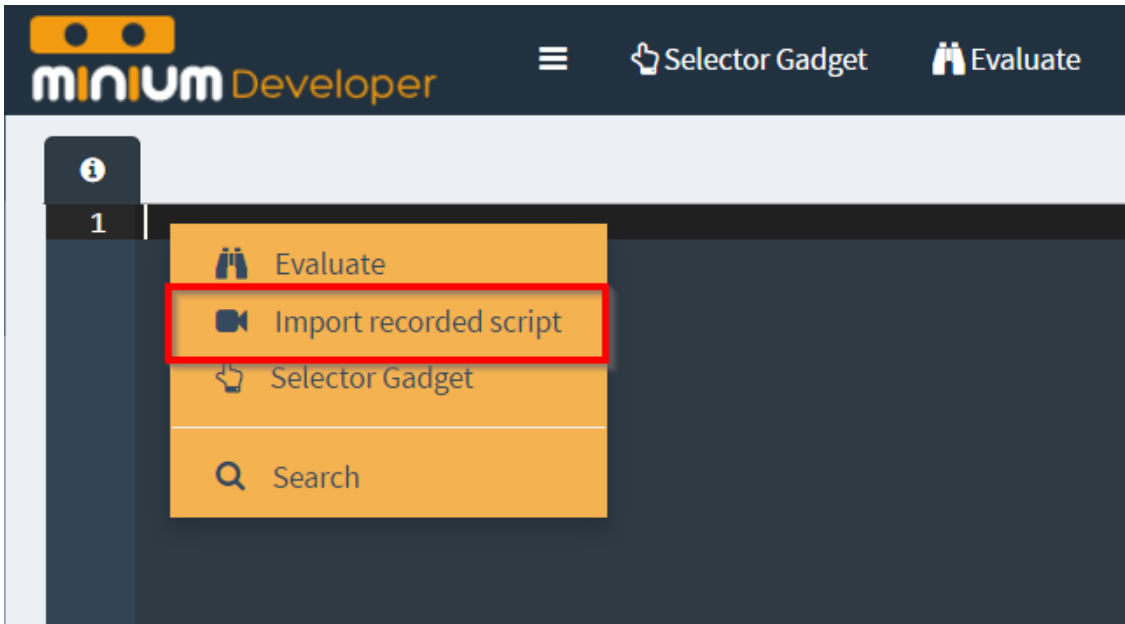 minium Developer Selector Gadget Evaluate
1
Evaluate
Import recorded script
Selector Gadget
Search